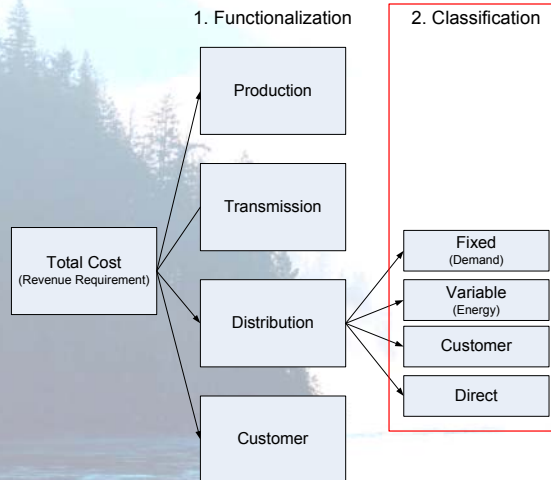 1. Functionalization
2. Classification
Production
Transmission
Total Cost
(Revenue Requirement)
Distribution
Customer
Fixed
(Demand)
Variable
(Energy)
Customer
Direct